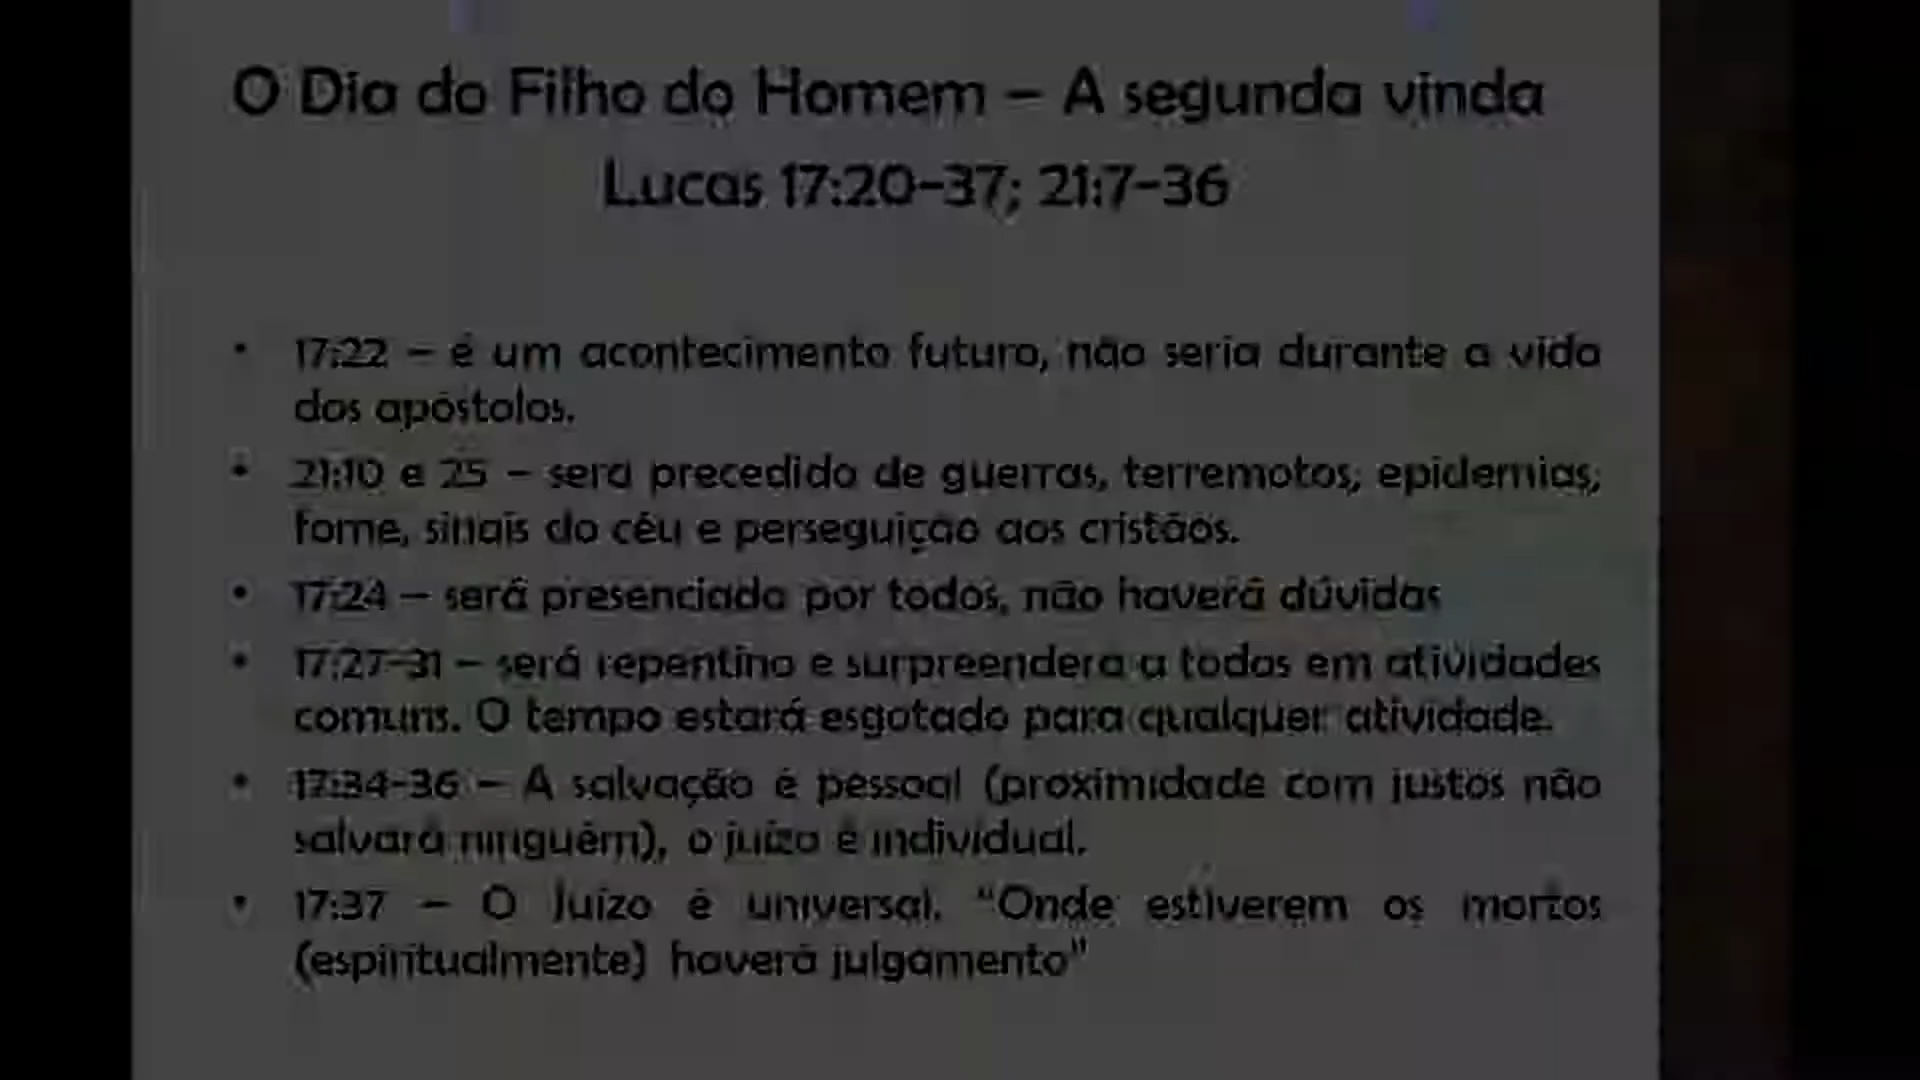 O Dia do Filho do Homem – A segunda vinda
Lucas 17:20-37; 21:7-36
• 17:22 – é um acontecimento futuro, não seria durante a vida
dos apóstolos.
• 21:10 e 25 – será precedido de guerras, terremotos, epidemias,
fome, sinais do céu e perseguição aos cristãos.
• 17:24 – será presenciado por todos, não haverá dúvidas
• 17:27-31 – será repentino e surpreenderá a todos em atividades
comuns. O tempo estará esgotado para qualquer atividade.
• 17:34-36 – A salvação é pessoal (proximidade com justos não
salvará ninguém), o juízo é individual.
• 17:37 – O Juízo é universal. "Onde estiverem os mortos
(espiritualmente) haverá julgamento"